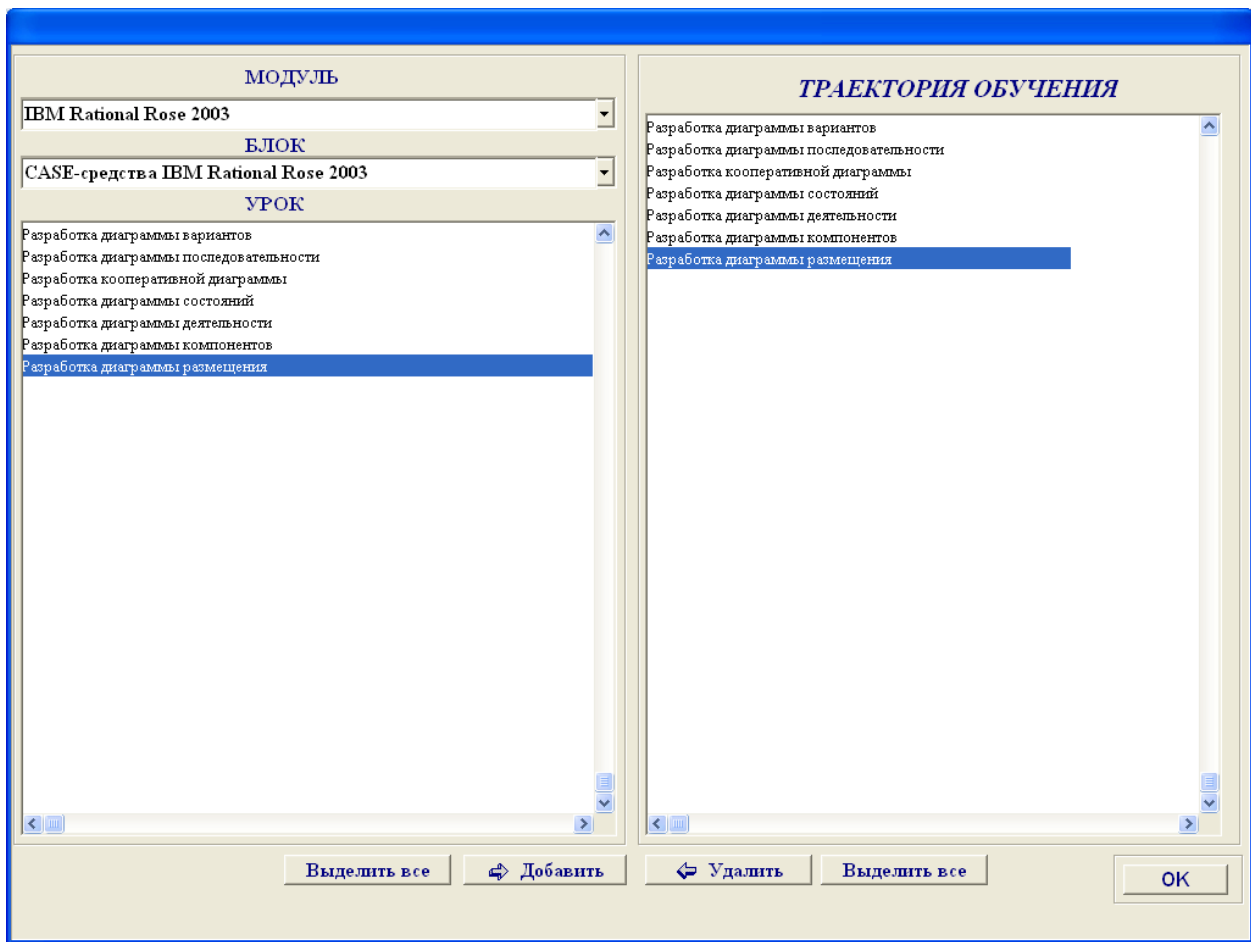 МОДУЛЬ
IBM Rational Rose 2003
БЛОК
CASE-средства IBM Rational Rose 2003
УРОК
Разработка диаграммы вариантов
Разработка диаграммы последовательности
Разработка кооперативной диаграммы
Разработка диаграммы состояний
Разработка диаграммы деятельности
Разработка диаграммы компонентов
Разработка диаграммы размещения
ТРАЕКТОРИЯ ОБУЧЕНИЯ
Разработка диаграммы вариантов
Разработка диаграммы последовательности
Разработка кооперативной диаграммы
Разработка диаграммы состояний
Разработка диаграммы деятельности
Разработка диаграммы компонентов
Разработка диаграммы размещения
Выделить все
Добавить
Удалить
Выделить все
OK